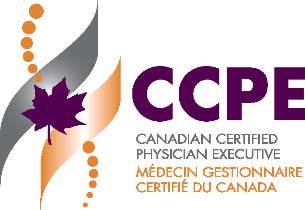 CCPE
CANADIAN CERTIFIED
PHYSICIAN EXECUTIVE
MÉDECIN GESTIONNAIRE
CERTIFIÉ DU CANADA